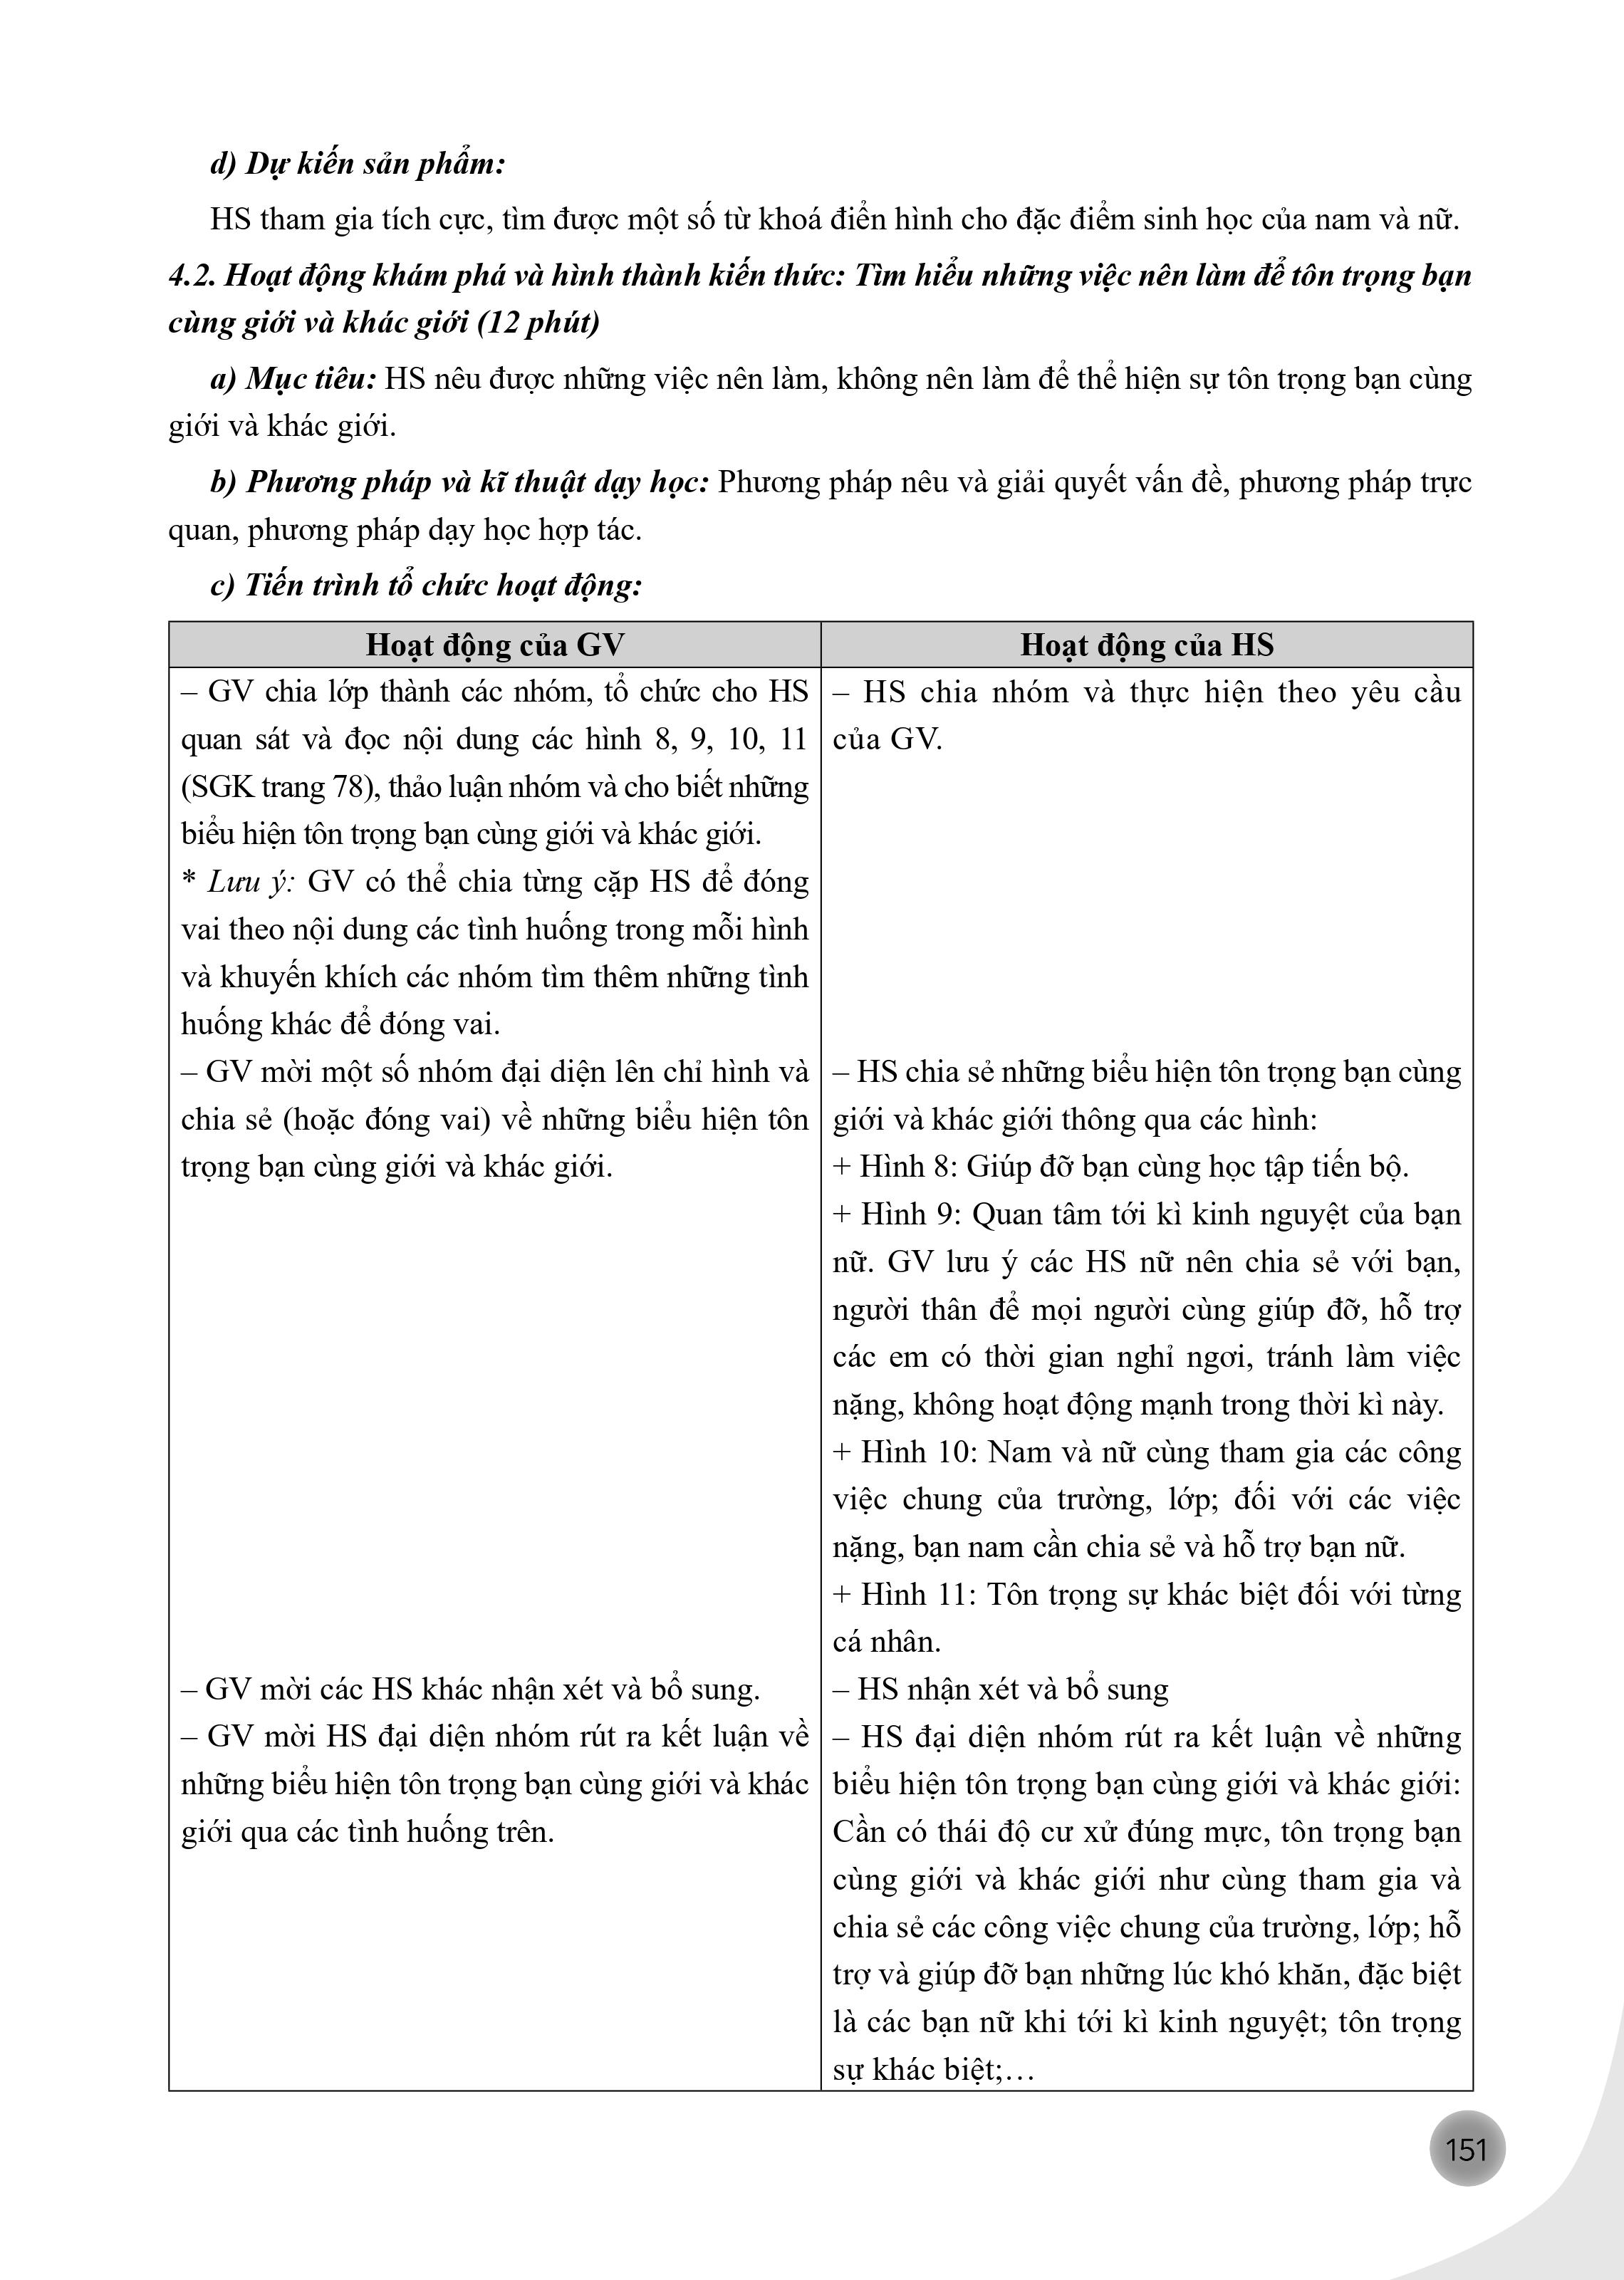 d) Dự kiến sản phẩm:
HS tham gia tích cực, tìm được một số từ khoá điển hình cho đặc điểm sinh học của nam và nữ.
4.2. Hoạt động khám phá và hình thành kiến thức: Tìm hiểu những việc nên làm để tôn trọng bạn
cùng giới và khác giới (12 phút)
a) Mục tiêu: HS nêu được những việc nên làm, không nên làm để thể hiện sự tôn trọng bạn cùng
giới và khác giới.
b) Phương pháp và kĩ thuật dạy học: Phương pháp nêu và giải quyết vấn đề, phương pháp trực
quan, phương pháp dạy học hợp tác.
c) Tiến trình tổ chức hoạt động:
Hoạt động của GV
– GV chia lớp thành các nhóm, tổ chức cho HS
quan sát và đọc nội dung các hình 8, 9, 10, 11
(SGK trang 78), thảo luận nhóm và cho biết những
biểu hiện tôn trọng bạn cùng giới và khác giới.
* Lưu ý: GV có thể chia từng cặp HS để đóng
vai theo nội dung các tình huống trong mỗi hình
và khuyến khích các nhóm tìm thêm những tình
huống khác để đóng vai.
– GV mời một số nhóm đại diện lên chỉ hình và
chia sẻ (hoặc đóng vai) về những biểu hiện tôn
trọng bạn cùng giới và khác giới.
– GV mời các HS khác nhận xét và bổ sung.
– GV mời HS đại diện nhóm rút ra kết luận về
những biểu hiện tôn trọng bạn cùng giới và khác
giới qua các tình huống trên.
Hoạt động của HS
– HS chia nhóm và thực hiện theo yêu cầu
của GV.
– HS chia sẻ những biểu hiện tôn trọng bạn cùng
giới và khác giới thông qua các hình:
+ Hình 8: Giúp đỡ bạn cùng học tập tiến bộ.
+ Hình 9: Quan tâm tới kì kinh nguyệt của bạn
nữ. GV lưu ý các HS nữ nên chia sẻ với bạn,
người thân để mọi người cùng giúp đỡ, hỗ trợ
các em có thời gian nghỉ ngơi, tránh làm việc
nặng, không hoạt động mạnh trong thời kì này.
+ Hình 10: Nam và nữ cùng tham gia các công
việc chung của trường, lớp; đối với các việc
nặng, bạn nam cần chia sẻ và hỗ trợ bạn nữ.
+ Hình 11: Tôn trọng sự khác biệt đối với từng
cá nhân.
– HS nhận xét và bổ sung
– HS đại diện nhóm rút ra kết luận về những
biểu hiện tôn trọng bạn cùng giới và khác giới:
Cần có thái độ cư xử đúng mực, tôn trọng bạn
cùng giới và khác giới như cùng tham gia và
chia sẻ các công việc chung của trường, lớp; hỗ
trợ và giúp đỡ bạn những lúc khó khăn, đặc biệt
là các bạn nữ khi tới kì kinh nguyệt; tôn trọng
sự khác biệt;…
151